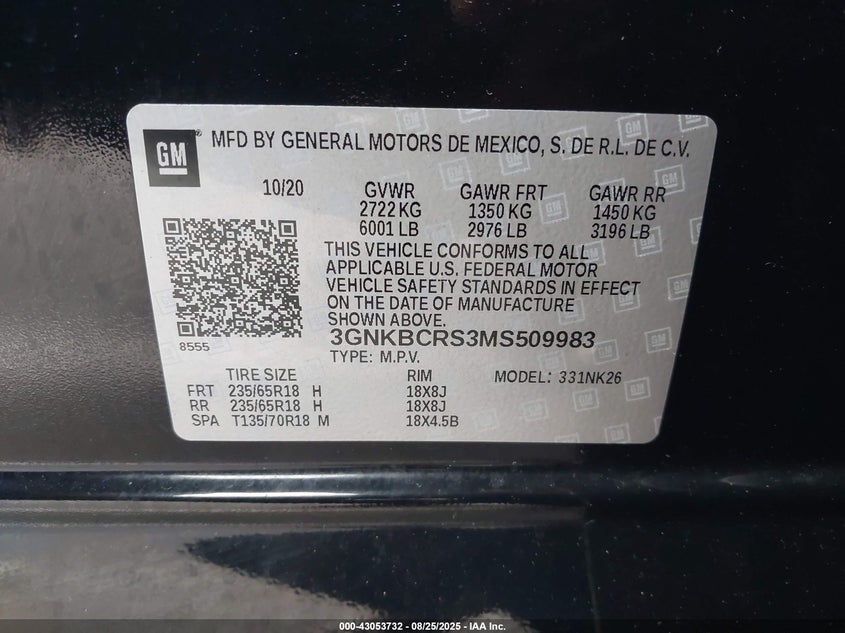 GM
MFD BY GENERAL MOTORS DE MEXICO, S. DE R.L. DE C.V.
10/20 GVWR GAWR FRT GAWR RR
2722 KG 1350 KG 1450 KG
6001 LB 2976 LB 3196 LB
THIS VEHICLE CONFORMS TO ALL
APPLICABLE U.S. FEDERAL MOTOR
VEHICLE SAFETY STANDARDS IN EFFECT
ON THE DATE OF MANUFACTURE
SHOWN ABOVE.
8555
3GNKBCRS3MS509983
TYPE: M.P.V.
TIRE SIZE RIM MODEL: 331NK26
FRT 235/65R18 H 18X8J
RR 235/65R18 H 18X8J
SPA T135/70R18 M 18X4.5B
000-43053732 - 08/25/2025 - IAA Inc.